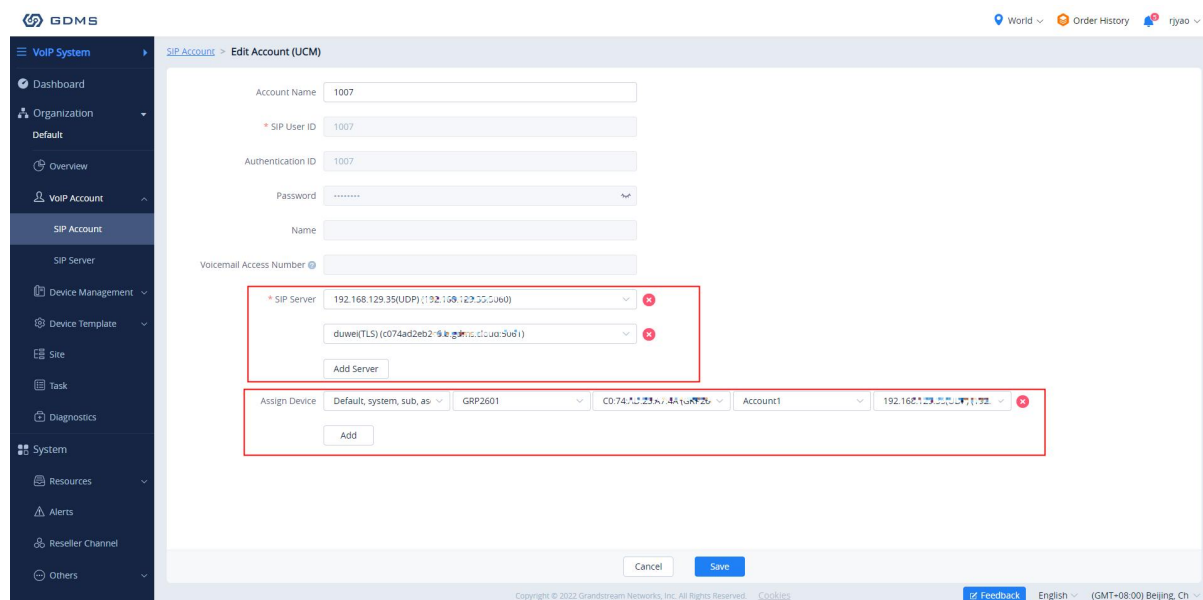 GDMS
World
Order History
5
rjyao
VoIP System
SIP Account > Edit Account (UCM)
Dashboard
Organization
Default
Overview
VoIP Account
SIP Account
SIP Server
Device Management
Device Template
Site
Task
Diagnostics
System
Resources
Alerts
Reseller Channel
Others
Account Name 1007
* SIP User ID 1007
Authentication ID 1007
Password ········
Name
Voicemail Access Number
* SIP Server 192.168.129.35(UDP)
duwei(TLS) (c074ad2eb2
Add Server
Assign Device Default, system, sub, as GRP2601 Account1
Add
Cancel Save
Copyright © 2022 Grandstream Networks, Inc. All Rights Reserved. Cookies
Feedback English (GMT+08:00) Beijing, Ch